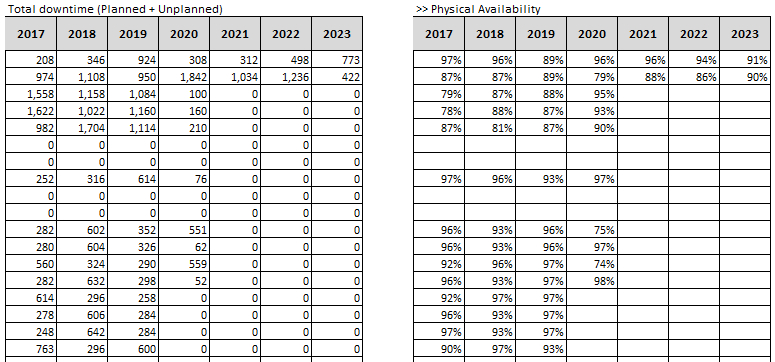 Total downtime (Planned + Unplanned) >> Physical Availability
2017 2018 2019 2020 2021 2022 2023 2017 2018 2019 2020 2021 2022 2023
208 346 924 308 312 498 773 97% 96% 89% 96% 96% 94% 91%
974 1,108 950 1,842 1,034 1,236 422 87% 87% 89% 79% 88% 86% 90%
1,558 1,158 1,084 100 0 0 0 79% 87% 88% 95%
1,622 1,022 1,160 160 0 0 0 78% 88% 87% 93%
982 1,704 1,114 210 0 0 0 87% 81% 87% 90%
0 0 0 0 0 0 0
0 0 0 0 0 0 0
252 316 614 76 0 0 0 97% 96% 93% 97%
0 0 0 0 0 0 0
0 0 0 0 0 0 0
282 602 352 551 0 0 0 96% 93% 96% 75%
280 604 326 62 0 0 0 96% 93% 96% 97%
560 324 290 559 0 0 0 92% 96% 97% 74%
282 632 298 52 0 0 0 96% 93% 97% 98%
614 296 258 0 0 0 0 92% 97% 97%
278 606 284 0 0 0 0 96% 93% 97%
248 642 284 0 0 0 0 97% 93% 97%
763 296 600 0 0 0 0 90% 97% 93%